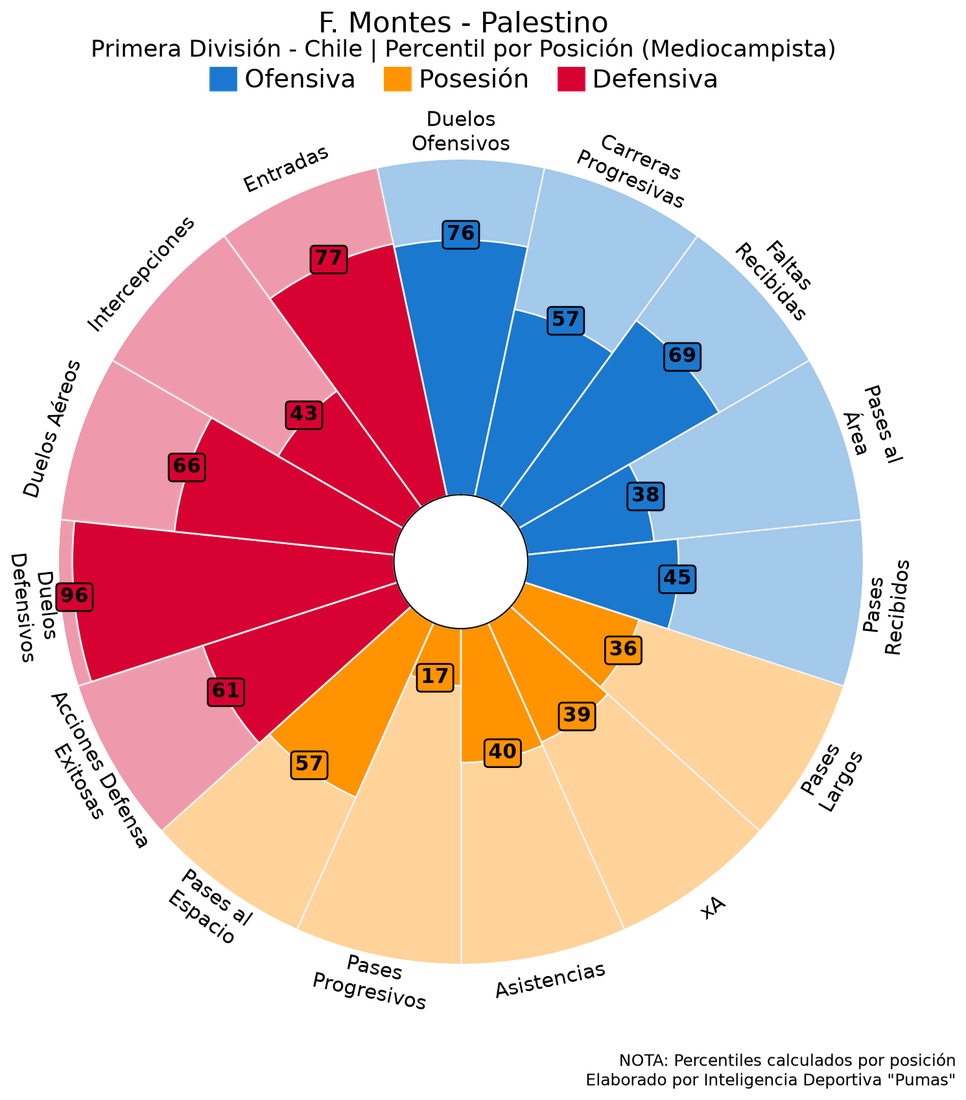 F. Montes - Palestino
Primera División - Chile | Percentil por Posición (Mediocampista)
Ofensiva
Posesión
Defensiva
Duelos
Ofensivos
76
Carreras
Progresivas
57
Faltas
Recibidas
69
Pases al
Área
38
Pases
Recibidos
45
Pases
Largos
36
xA
39
Asistencias
40
Pases
Progresivos
17
Pases al
Espacio
57
Acciones Defensa
Exitosas
61
Duelos
Defensivos
96
Duelos Aéreos
66
Intercepciones
43
Entradas
77
NOTA: Percentiles calculados por posición
Elaborado por Inteligencia Deportiva "Pumas"